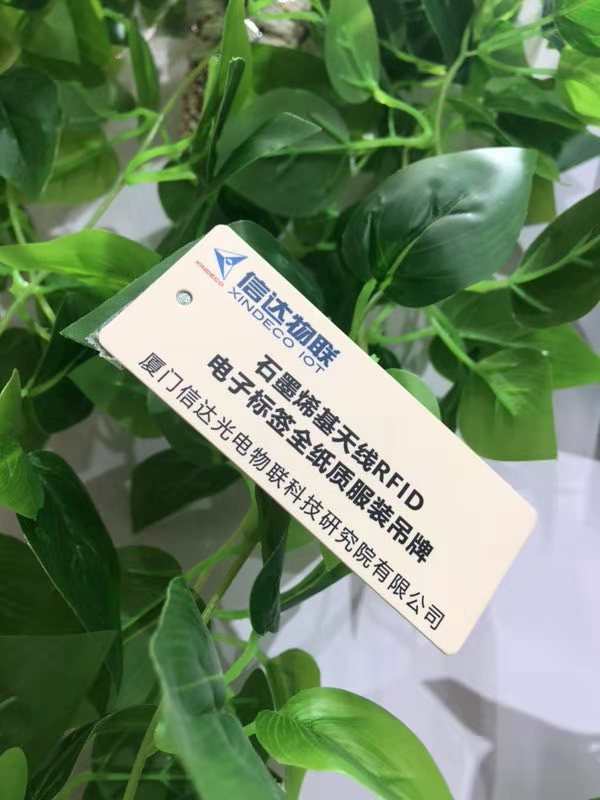 XINDECO
信达物联
XINDECO IOT
石墨烯基天线RFID
电子标签全纸质服装吊牌
厦门信达光电物联科技研究院有限公司